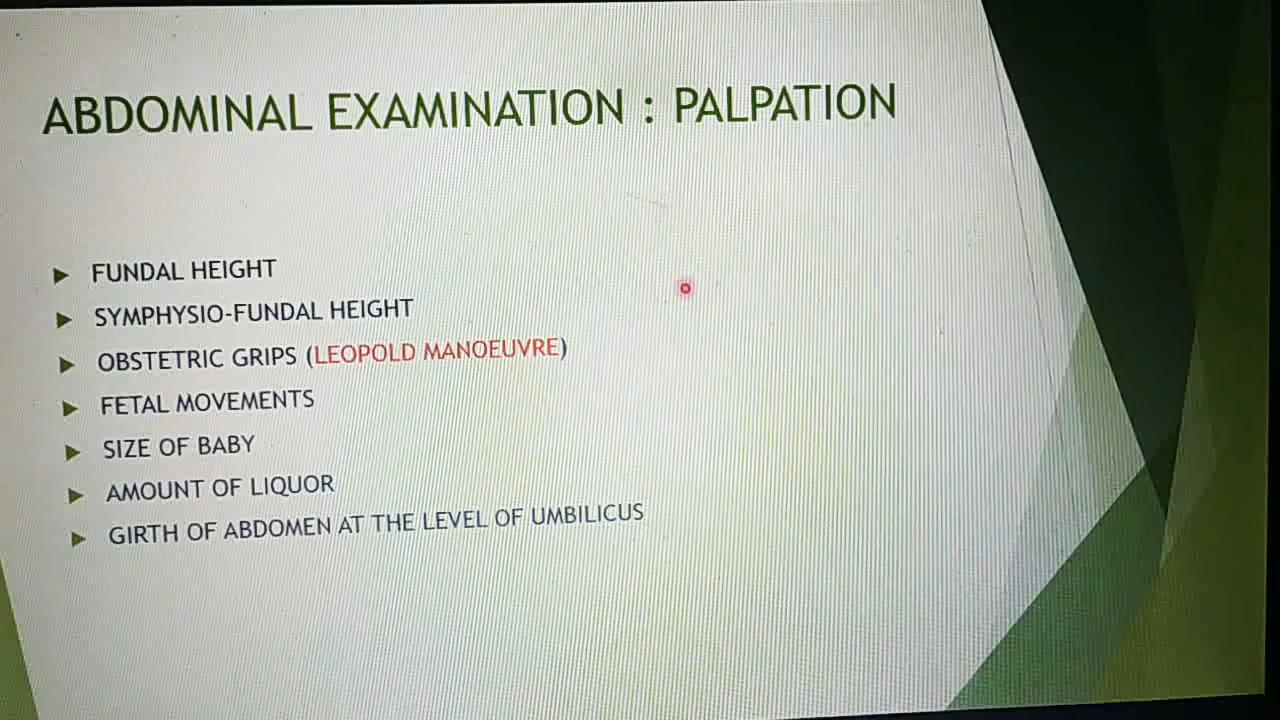 ABDOMINAL EXAMINATION : PALPATION
FUNDAL HEIGHT
SYMPHYSIO-FUNDAL HEIGHT
OBSTETRIC GRIPS (LEOPOLD MANOEUVRE)
FETAL MOVEMENTS
SIZE OF BABY
AMOUNT OF LIQUOR
GIRTH OF ABDOMEN AT THE LEVEL OF UMBILICUS